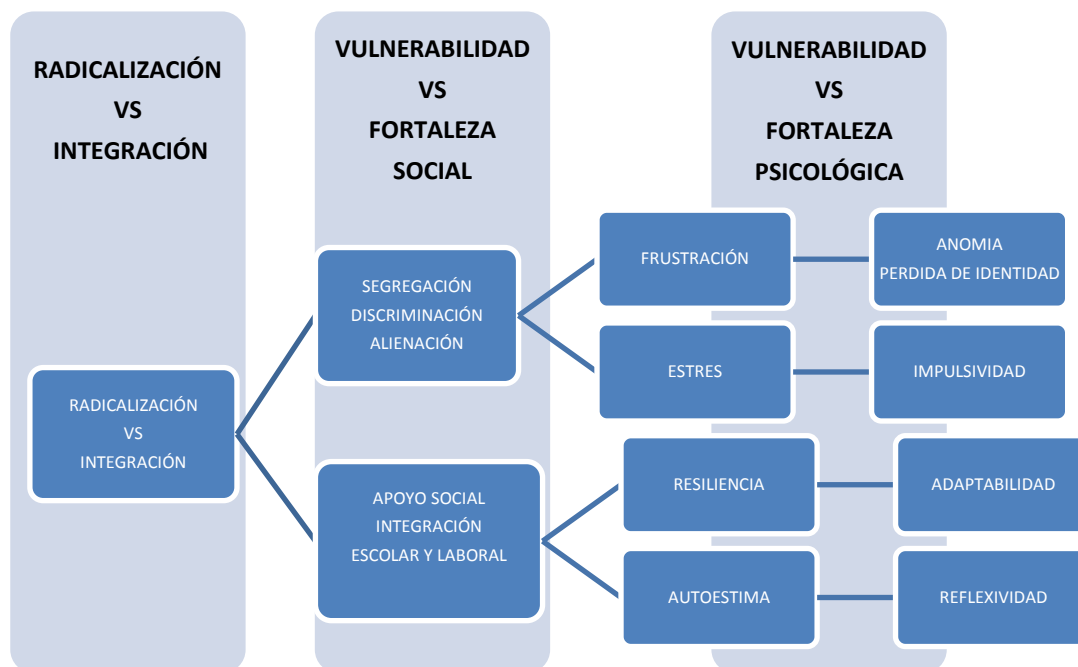 RADICALIZACIÓN
VS
INTEGRACIÓN
VULNERABILIDAD
VS
FORTALEZA
SOCIAL
VULNERABILIDAD
VS
FORTALEZA
PSICOLÓGICA
RADICALIZACIÓN
VS
INTEGRACIÓN
SEGREGACIÓN
DISCRIMINACIÓN
ALIENACIÓN
FRUSTRACIÓN
ANOMIA
PERDIDA DE IDENTIDAD
ESTRES
IMPULSIVIDAD
APOYO SOCIAL
INTEGRACIÓN
ESCOLAR Y LABORAL
RESILIENCIA
ADAPTABILIDAD
AUTOESTIMA
REFLEXIVIDAD